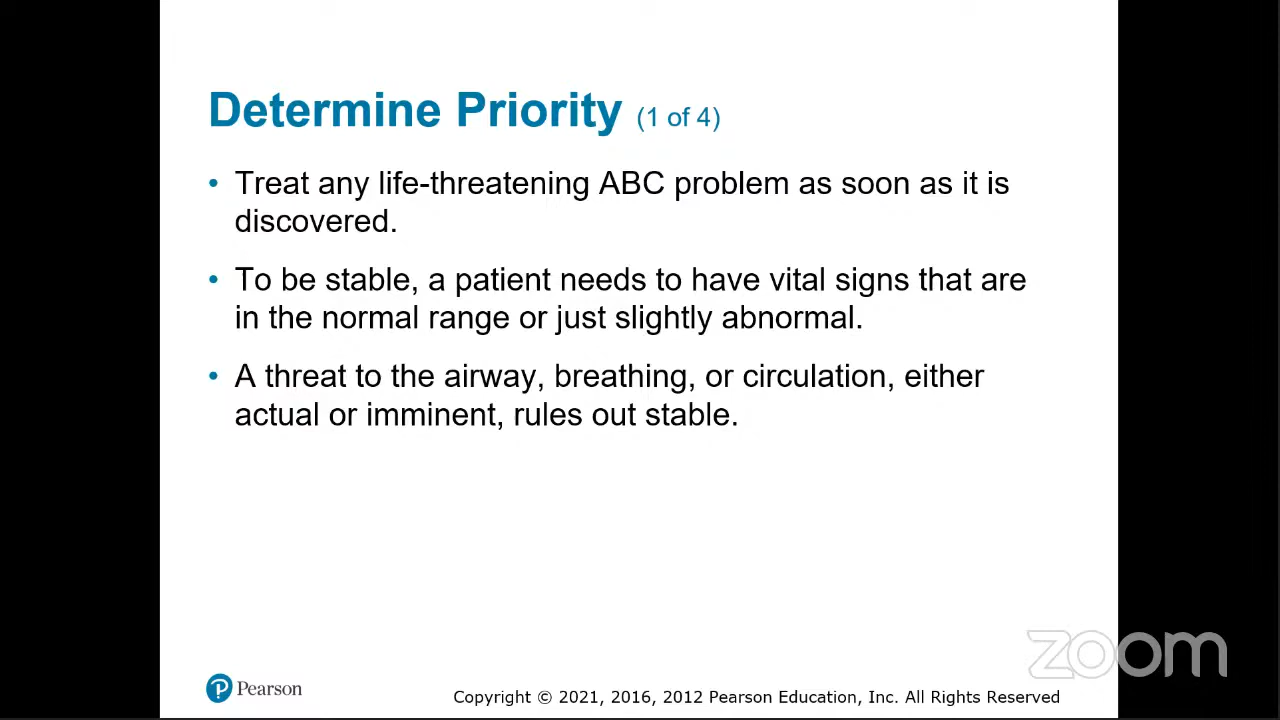 Determine Priority (1 of 4)
• Treat any life-threatening ABC problem as soon as it is
discovered.
• To be stable, a patient needs to have vital signs that are
in the normal range or just slightly abnormal.
• A threat to the airway, breathing, or circulation, either
actual or imminent, rules out stable.
zoom
P Pearson
Copyright © 2021, 2016, 2012 Pearson Education, Inc. All Rights Reserved